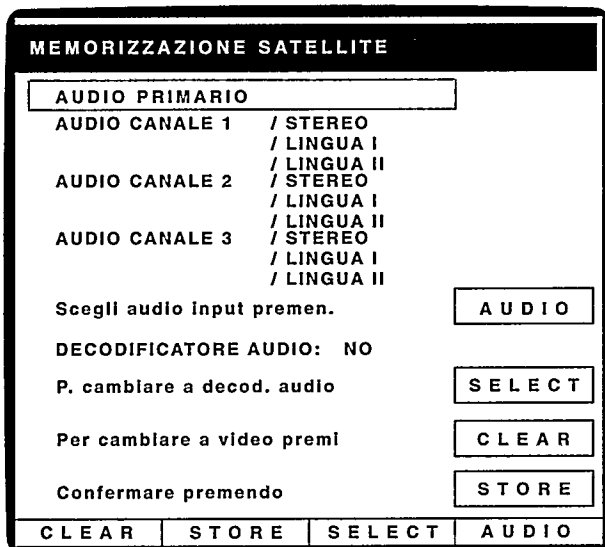 MEMORIZZAZIONE SATELLITE
AUDIO PRIMARIO
AUDIO CANALE 1 / STEREO
/ LINGUA I
/ LINGUA II
AUDIO CANALE 2 / STEREO
/ LINGUA I
/ LINGUA II
AUDIO CANALE 3 / STEREO
/ LINGUA I
/ LINGUA II
Scegli audio input premen. AUDIO
DECODIFICATORE AUDIO: NO
P. cambiare a decod. audio SELECT
Per cambiare a video premi CLEAR
Confermare premendo STORE
CLEAR STORE SELECT AUDIO